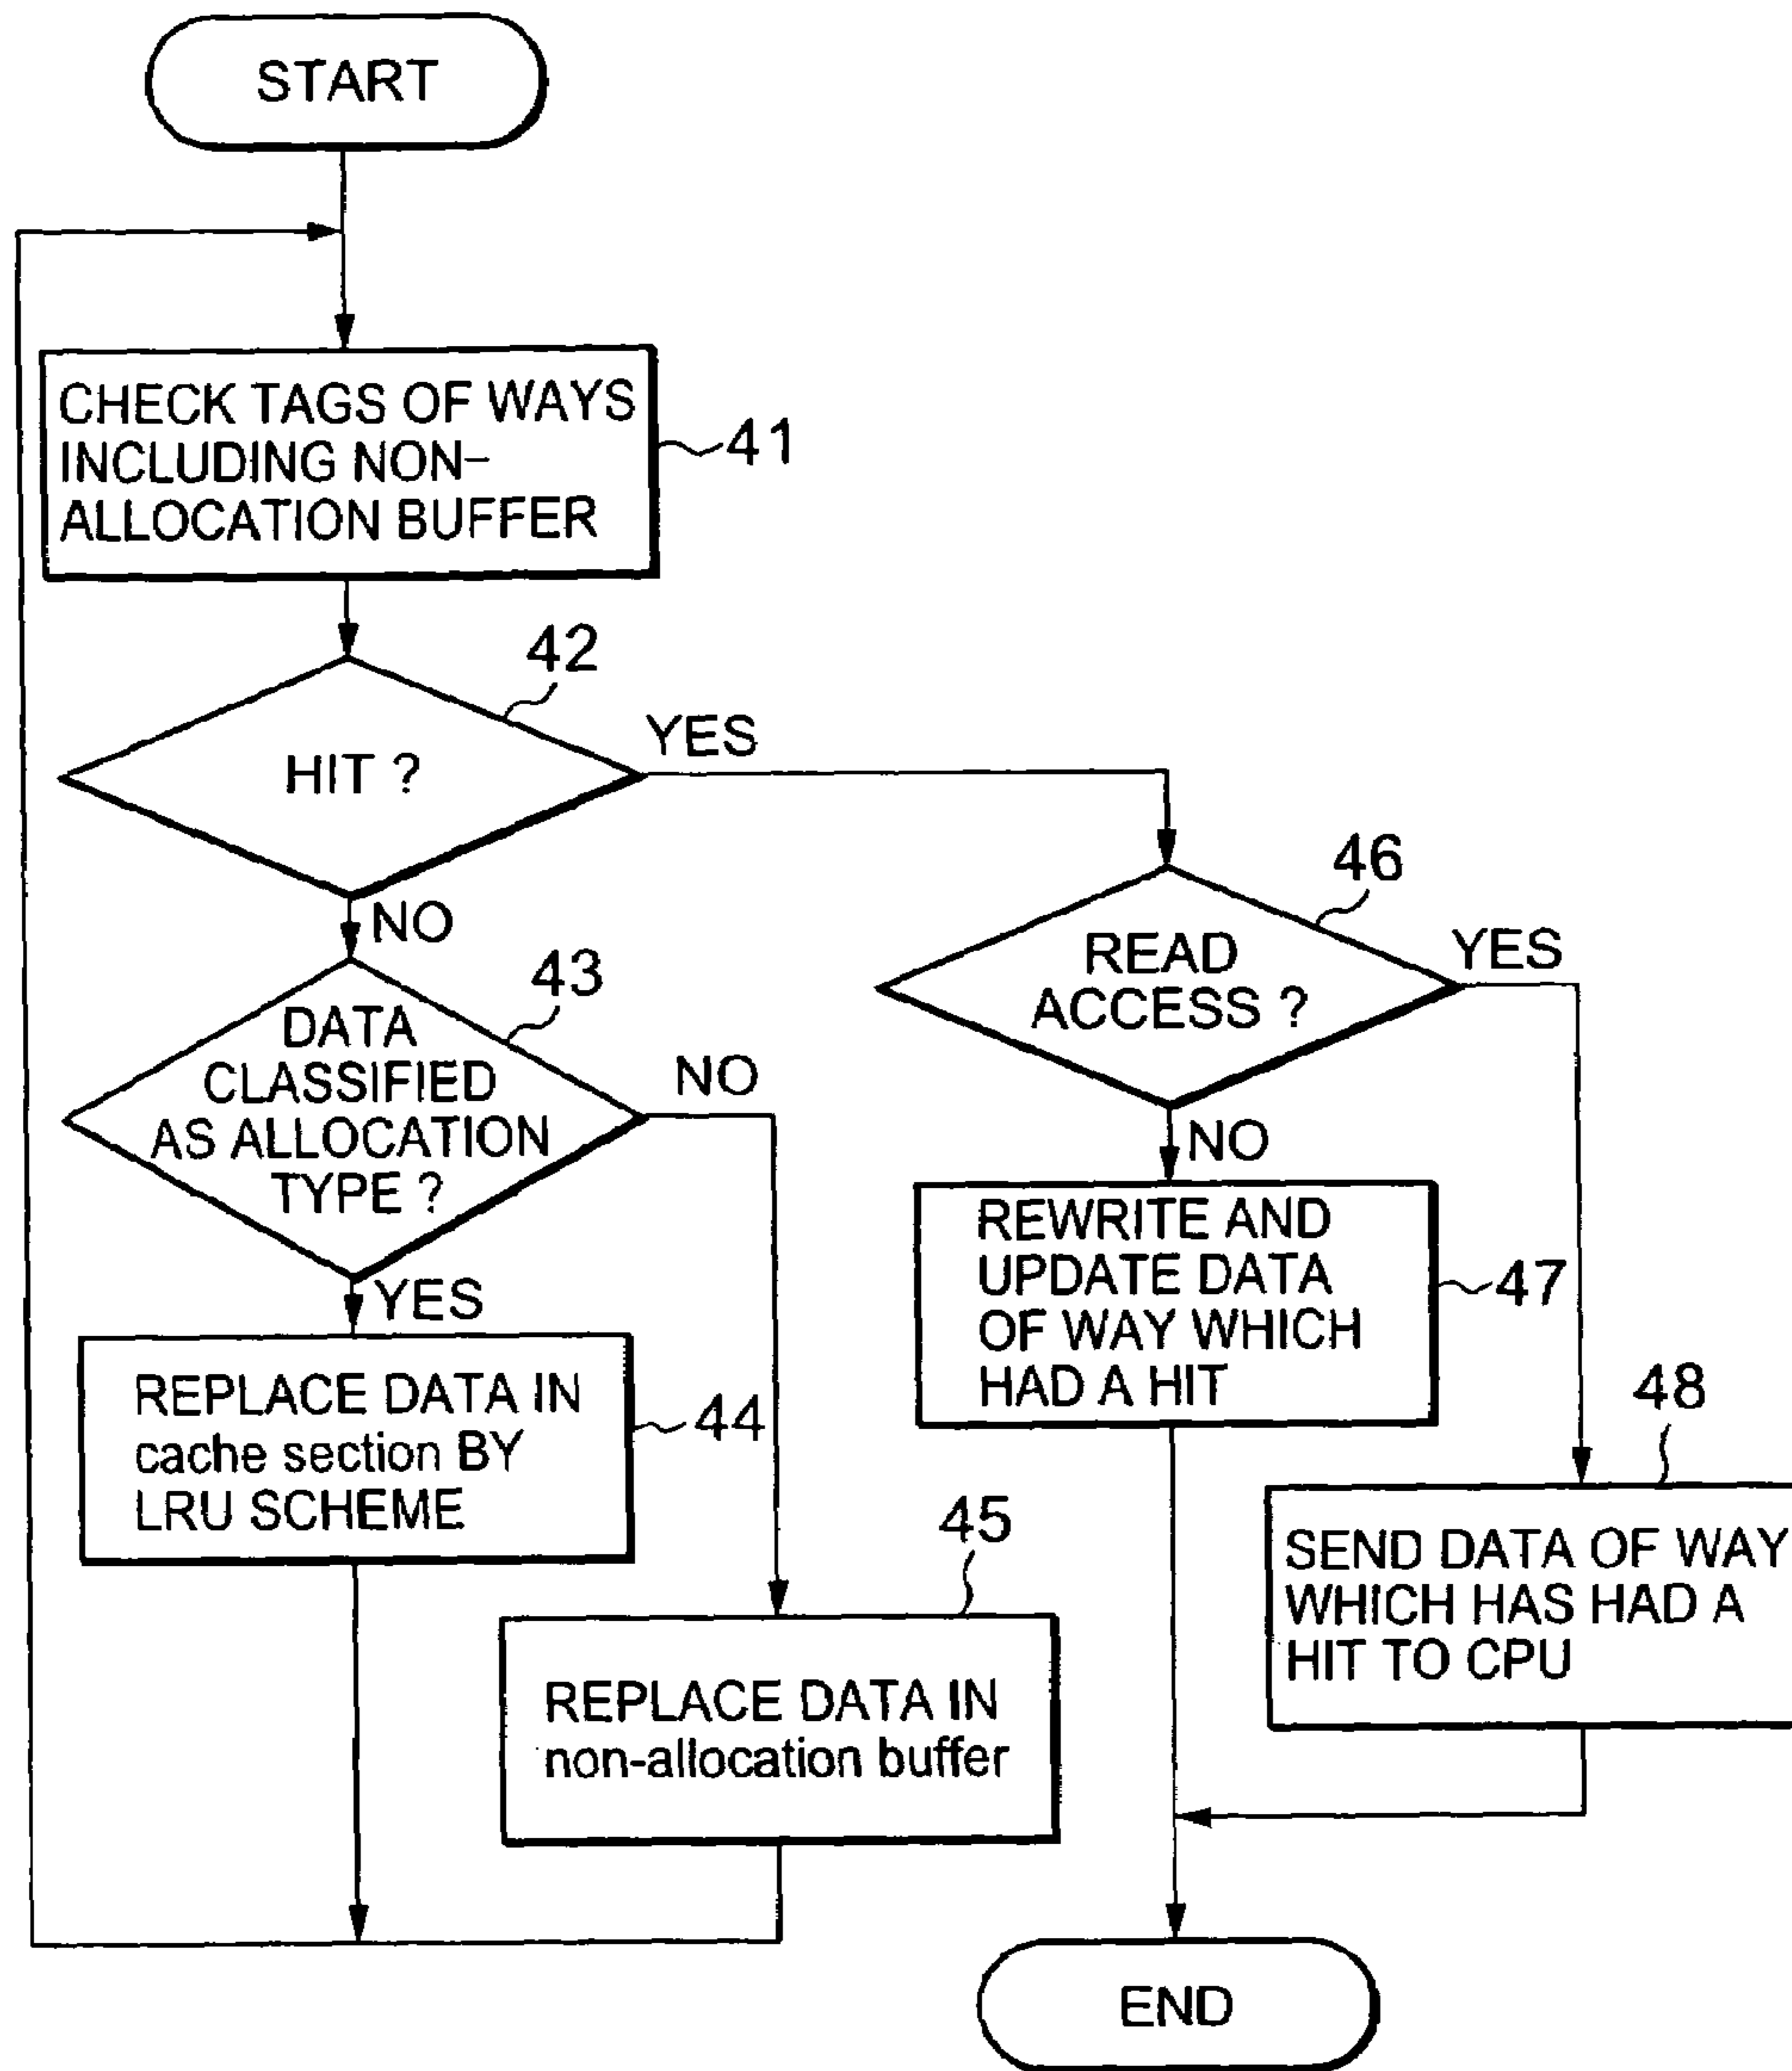 START
CHECK TAGS OF WAYS
INCLUDING NON-
ALLOCATION BUFFER
41
42
HIT ?
YES
NO
43
DATA
CLASSIFIED
AS ALLOCATION
TYPE ?
NO
YES
REPLACE DATA IN
cache section BY
LRU SCHEME
44
45
REPLACE DATA IN
non-allocation buffer
46
READ
ACCESS ?
YES
NO
REWRITE AND
UPDATE DATA
OF WAY WHICH
HAD A HIT
47
48
SEND DATA OF WAY
WHICH HAS HAD A
HIT TO CPU
END